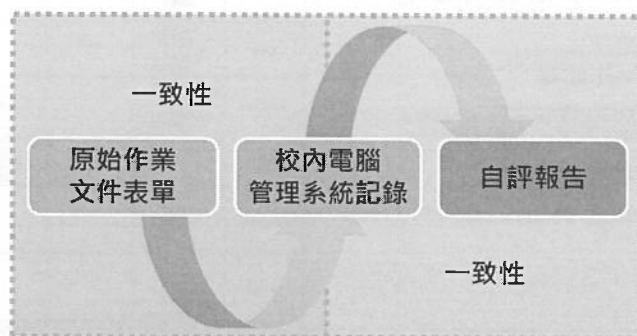 一致性
原始作業
文件表單
校內電腦
管理系統記錄
自評報告
一致性